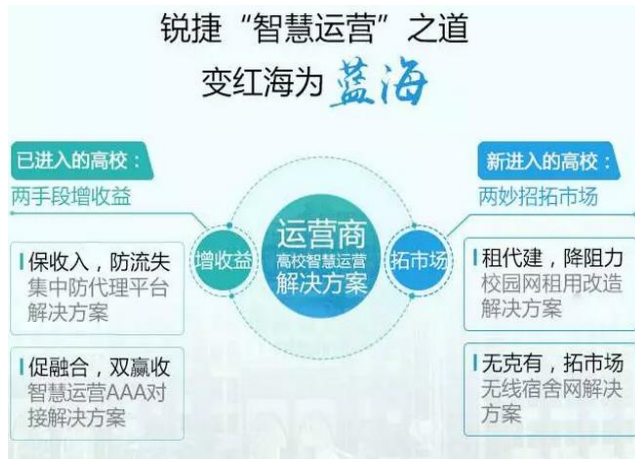 锐捷“智慧运营”之道
变红海为蓝海
已进入的高校：
两手段增收益
保收入，防流失
集中防代理平台
解决方案
促融合，双赢收
智慧运营AAA对
接解决方案
增收益
运营商
高校智慧运营
解决方案
拓市场
新进入的高校：
两妙招拓市场
租代建，降阻力
校园网租用改造
解决方案
无克有，拓市场
无线宿舍网解决
方案